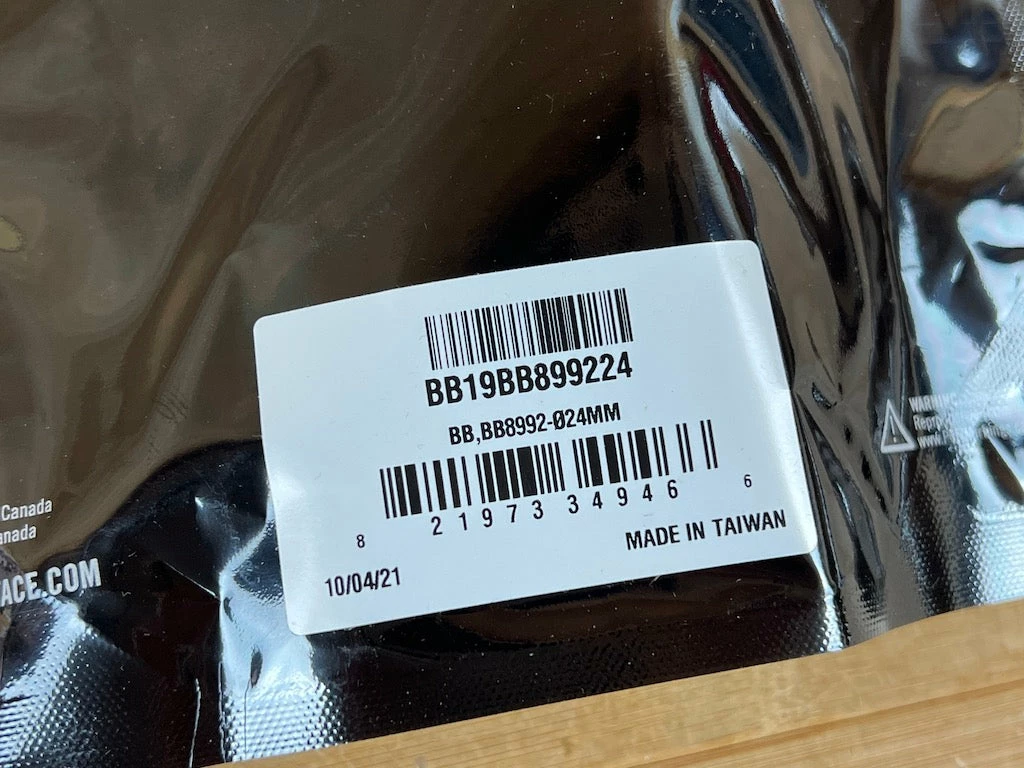 BB19BB899224
BB,BB8992-Ø24MM
8 21973 34946 6
MADE IN TAIWAN
10/04/21
Canada
anada
ACE.COM